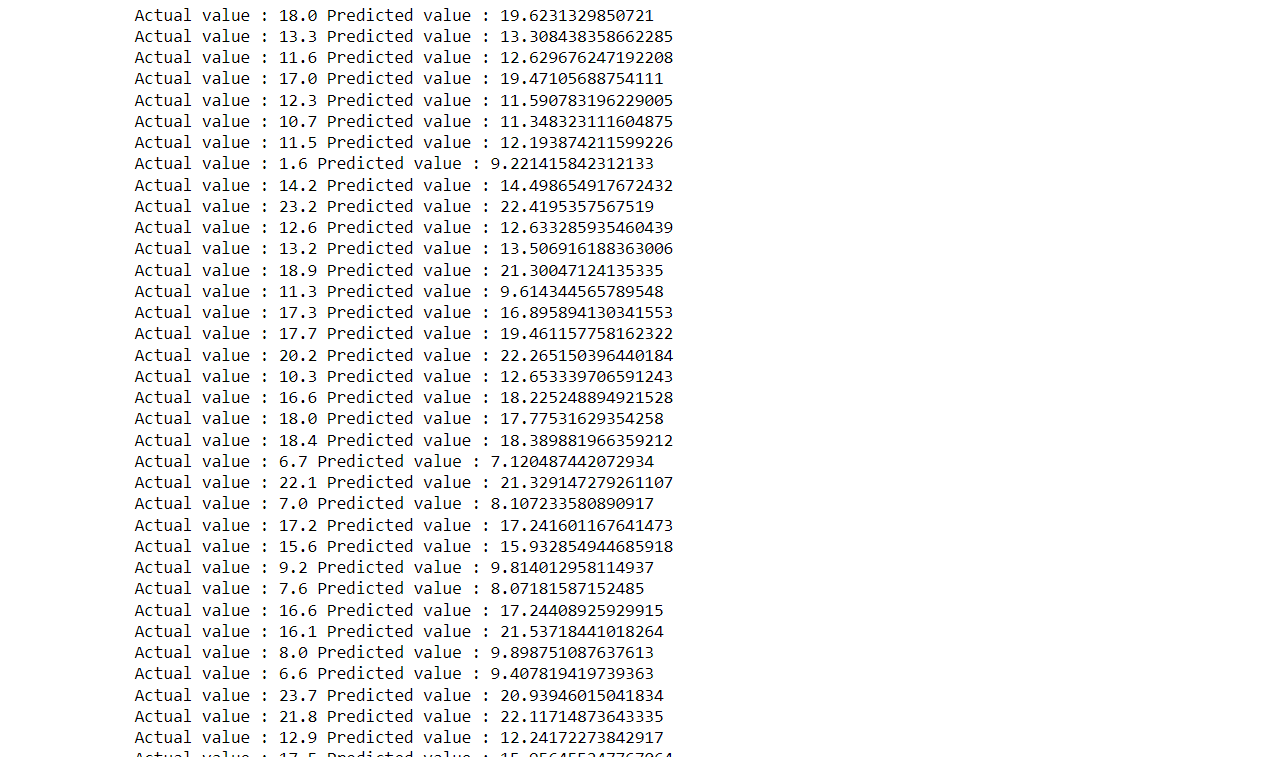 Actual value : 18.0 Predicted value : 19.6231329850721
Actual value : 13.3 Predicted value : 13.308438358662285
Actual value : 11.6 Predicted value : 12.629676247192208
Actual value : 17.0 Predicted value : 19.47105688754111
Actual value : 12.3 Predicted value : 11.590783196229005
Actual value : 10.7 Predicted value : 11.348323111604875
Actual value : 11.5 Predicted value : 12.193874211599226
Actual value : 1.6 Predicted value : 9.221415842312133
Actual value : 14.2 Predicted value : 14.498654917672432
Actual value : 23.2 Predicted value : 22.4195357567519
Actual value : 12.6 Predicted value : 12.633285935460439
Actual value : 13.2 Predicted value : 13.506916188363006
Actual value : 18.9 Predicted value : 21.30047124135335
Actual value : 11.3 Predicted value : 9.614344565789548
Actual value : 17.3 Predicted value : 16.895894130341553
Actual value : 17.7 Predicted value : 19.461157758162322
Actual value : 20.2 Predicted value : 22.265150396440184
Actual value : 10.3 Predicted value : 12.653339706591243
Actual value : 16.6 Predicted value : 18.225248894921528
Actual value : 18.0 Predicted value : 17.77531629354258
Actual value : 18.4 Predicted value : 18.389881966359212
Actual value : 6.7 Predicted value : 7.120487442072934
Actual value : 22.1 Predicted value : 21.329147279261107
Actual value : 7.0 Predicted value : 8.107233580890917
Actual value : 17.2 Predicted value : 17.241601167641473
Actual value : 15.6 Predicted value : 15.932854944685918
Actual value : 9.2 Predicted value : 9.814012958114937
Actual value : 7.6 Predicted value : 8.07181587152485
Actual value : 16.6 Predicted value : 17.24408925929915
Actual value : 16.1 Predicted value : 21.53718441018264
Actual value : 8.0 Predicted value : 9.898751087637613
Actual value : 6.6 Predicted value : 9.407819419739363
Actual value : 23.7 Predicted value : 20.93946015041834
Actual value : 21.8 Predicted value : 22.11714873643335
Actual value : 12.9 Predicted value : 12.24172273842917
Actual value : 17.5 Predicted value :